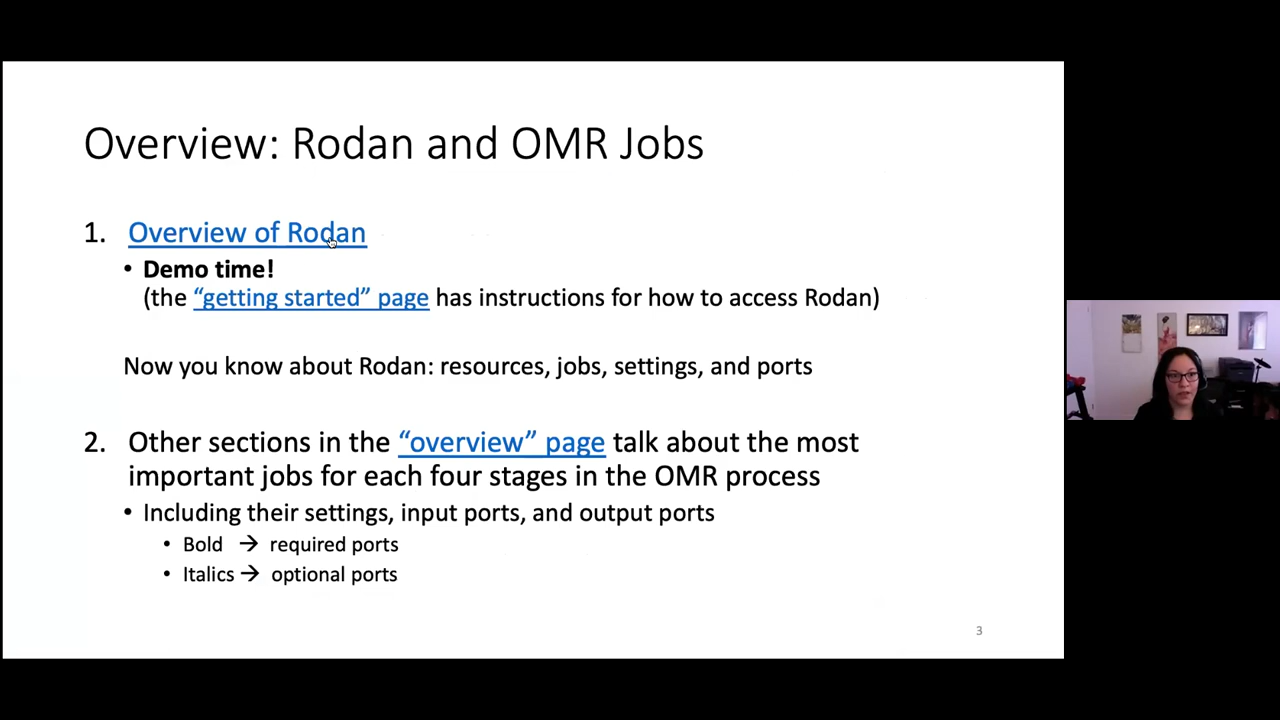 Overview: Rodan and OMR Jobs
1. Overview of Rodan
• Demo time!
(the “getting started” page has instructions for how to access Rodan)
Now you know about Rodan: resources, jobs, settings, and ports
2. Other sections in the “overview” page talk about the most
important jobs for each four stages in the OMR process
• Including their settings, input ports, and output ports
• Bold → required ports
• Italics → optional ports
3